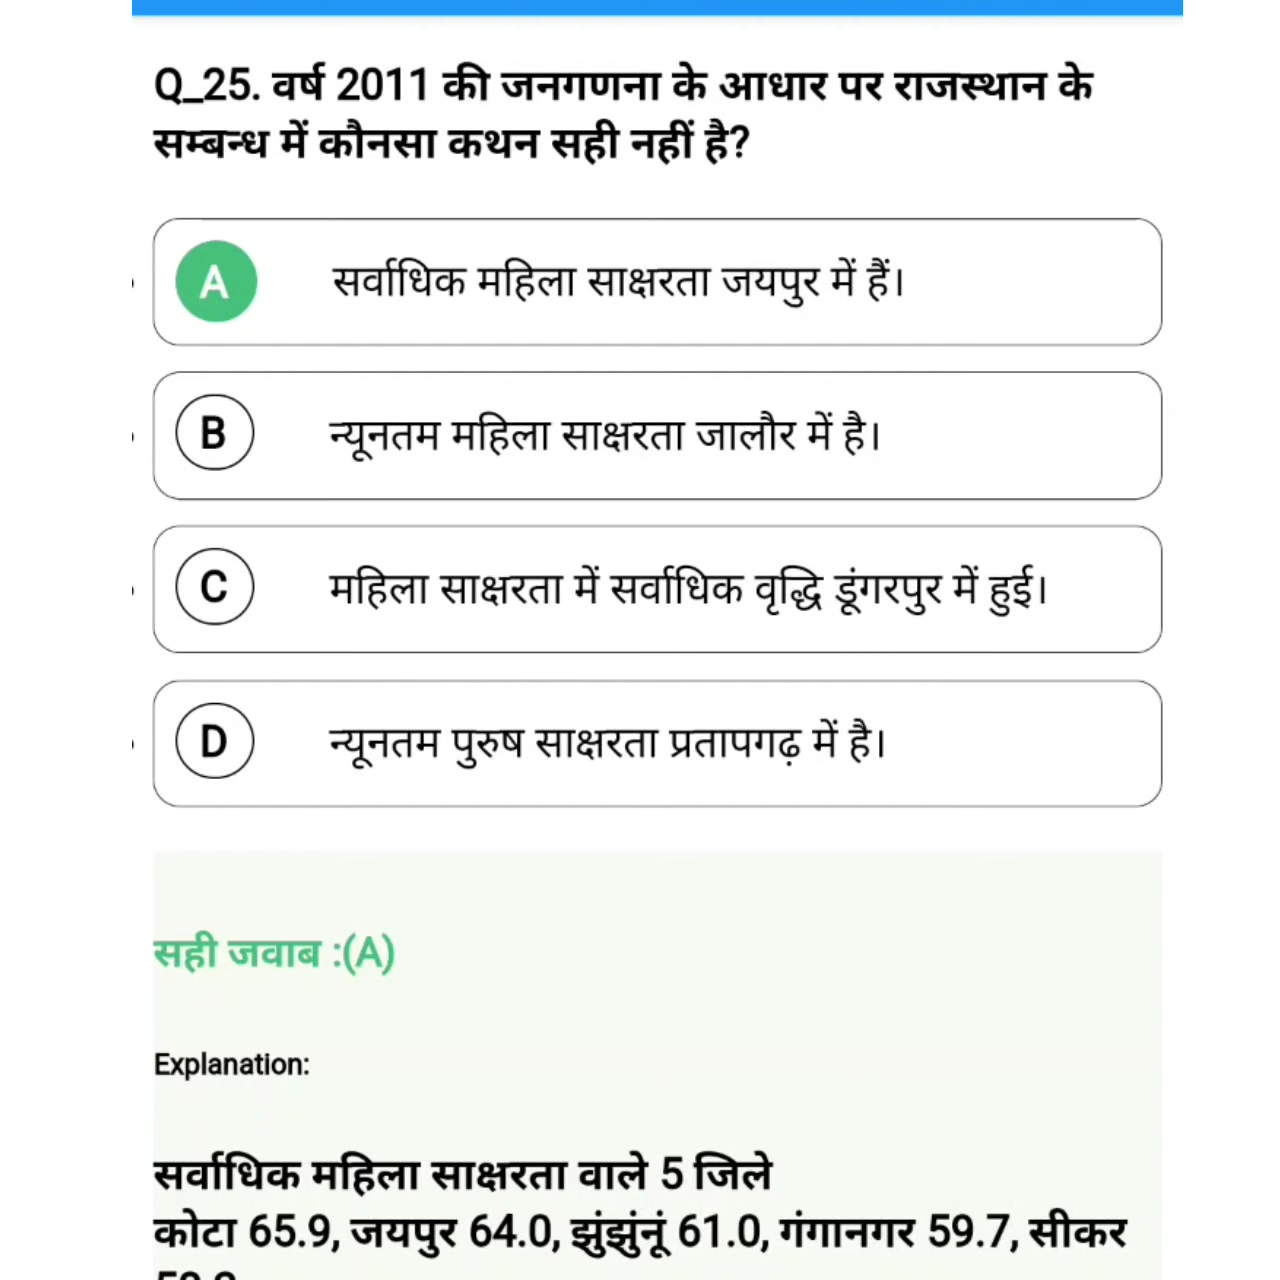 Q_25. वर्ष 2011 की जनगणना के आधार पर राजस्थान के
सम्बन्ध में कौनसा कथन सही नहीं है?
A सर्वाधिक महिला साक्षरता जयपुर में हैं।
B न्यूनतम महिला साक्षरता जालौर में है।
C महिला साक्षरता में सर्वाधिक वृद्धि डूंगरपुर में हुई।
D न्यूनतम पुरुष साक्षरता प्रतापगढ़ में है।
सही जवाब :(A)
Explanation:
सर्वाधिक महिला साक्षरता वाले 5 जिले
कोटा 65.9, जयपुर 64.0, झुंझुंनूं 61.0, गंगानगर 59.7, सीकर